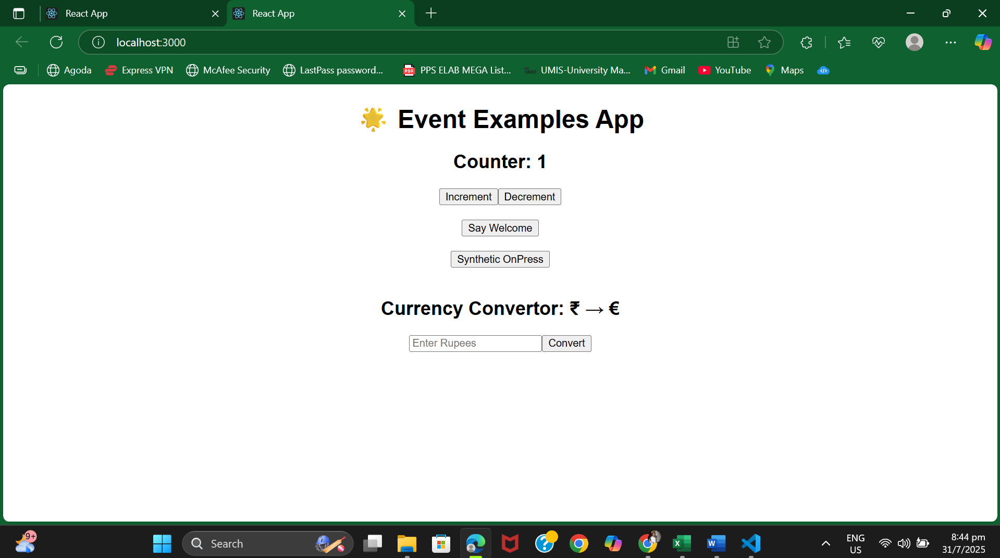 React App
React App
localhost:3000
Agoda
Express VPN
McAfee Security
LastPass password...
PDF
PPS ELAB MEGA List...
UMIS-University Ma...
Gmail
YouTube
Maps
🌟 Event Examples App
Counter: 1
Increment Decrement
Say Welcome
Synthetic OnPress
Currency Convertor: ₹ → €
Enter Rupees Convert
9+
Search
ENG
US
8:44 pm
31/7/2025